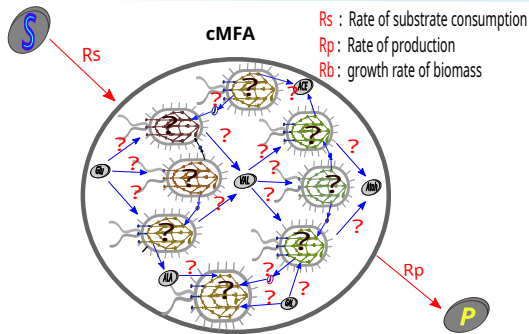 S
Rs
cMFA
Rs : Rate of substrate consumption
Rp : Rate of production
Rb : growth rate of biomass
?
ACE
?
?
?
?
?
?
?
?
?
Glu
?
?
VAL
?
?
Atoh
?
?
?
?
?
?
?
ALA
?
?
?
?
Rp
P